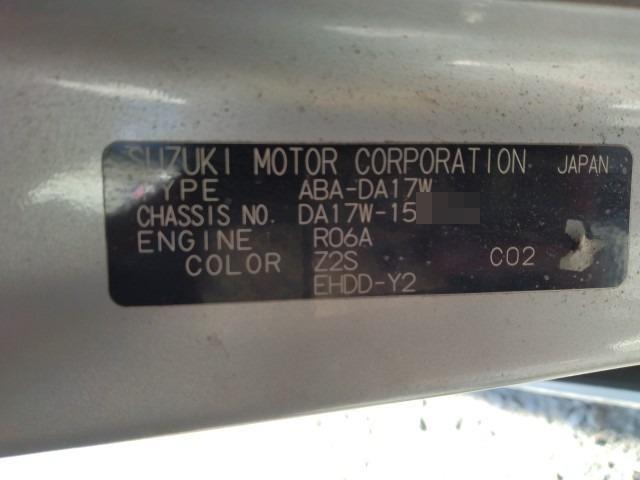 SUZUKI MOTOR CORPORATION JAPAN
TYPE ABA-DA17W
CHASSIS NO. DA17W-15
ENGINE R06A
COLOR Z2S C02
EHDD-Y2